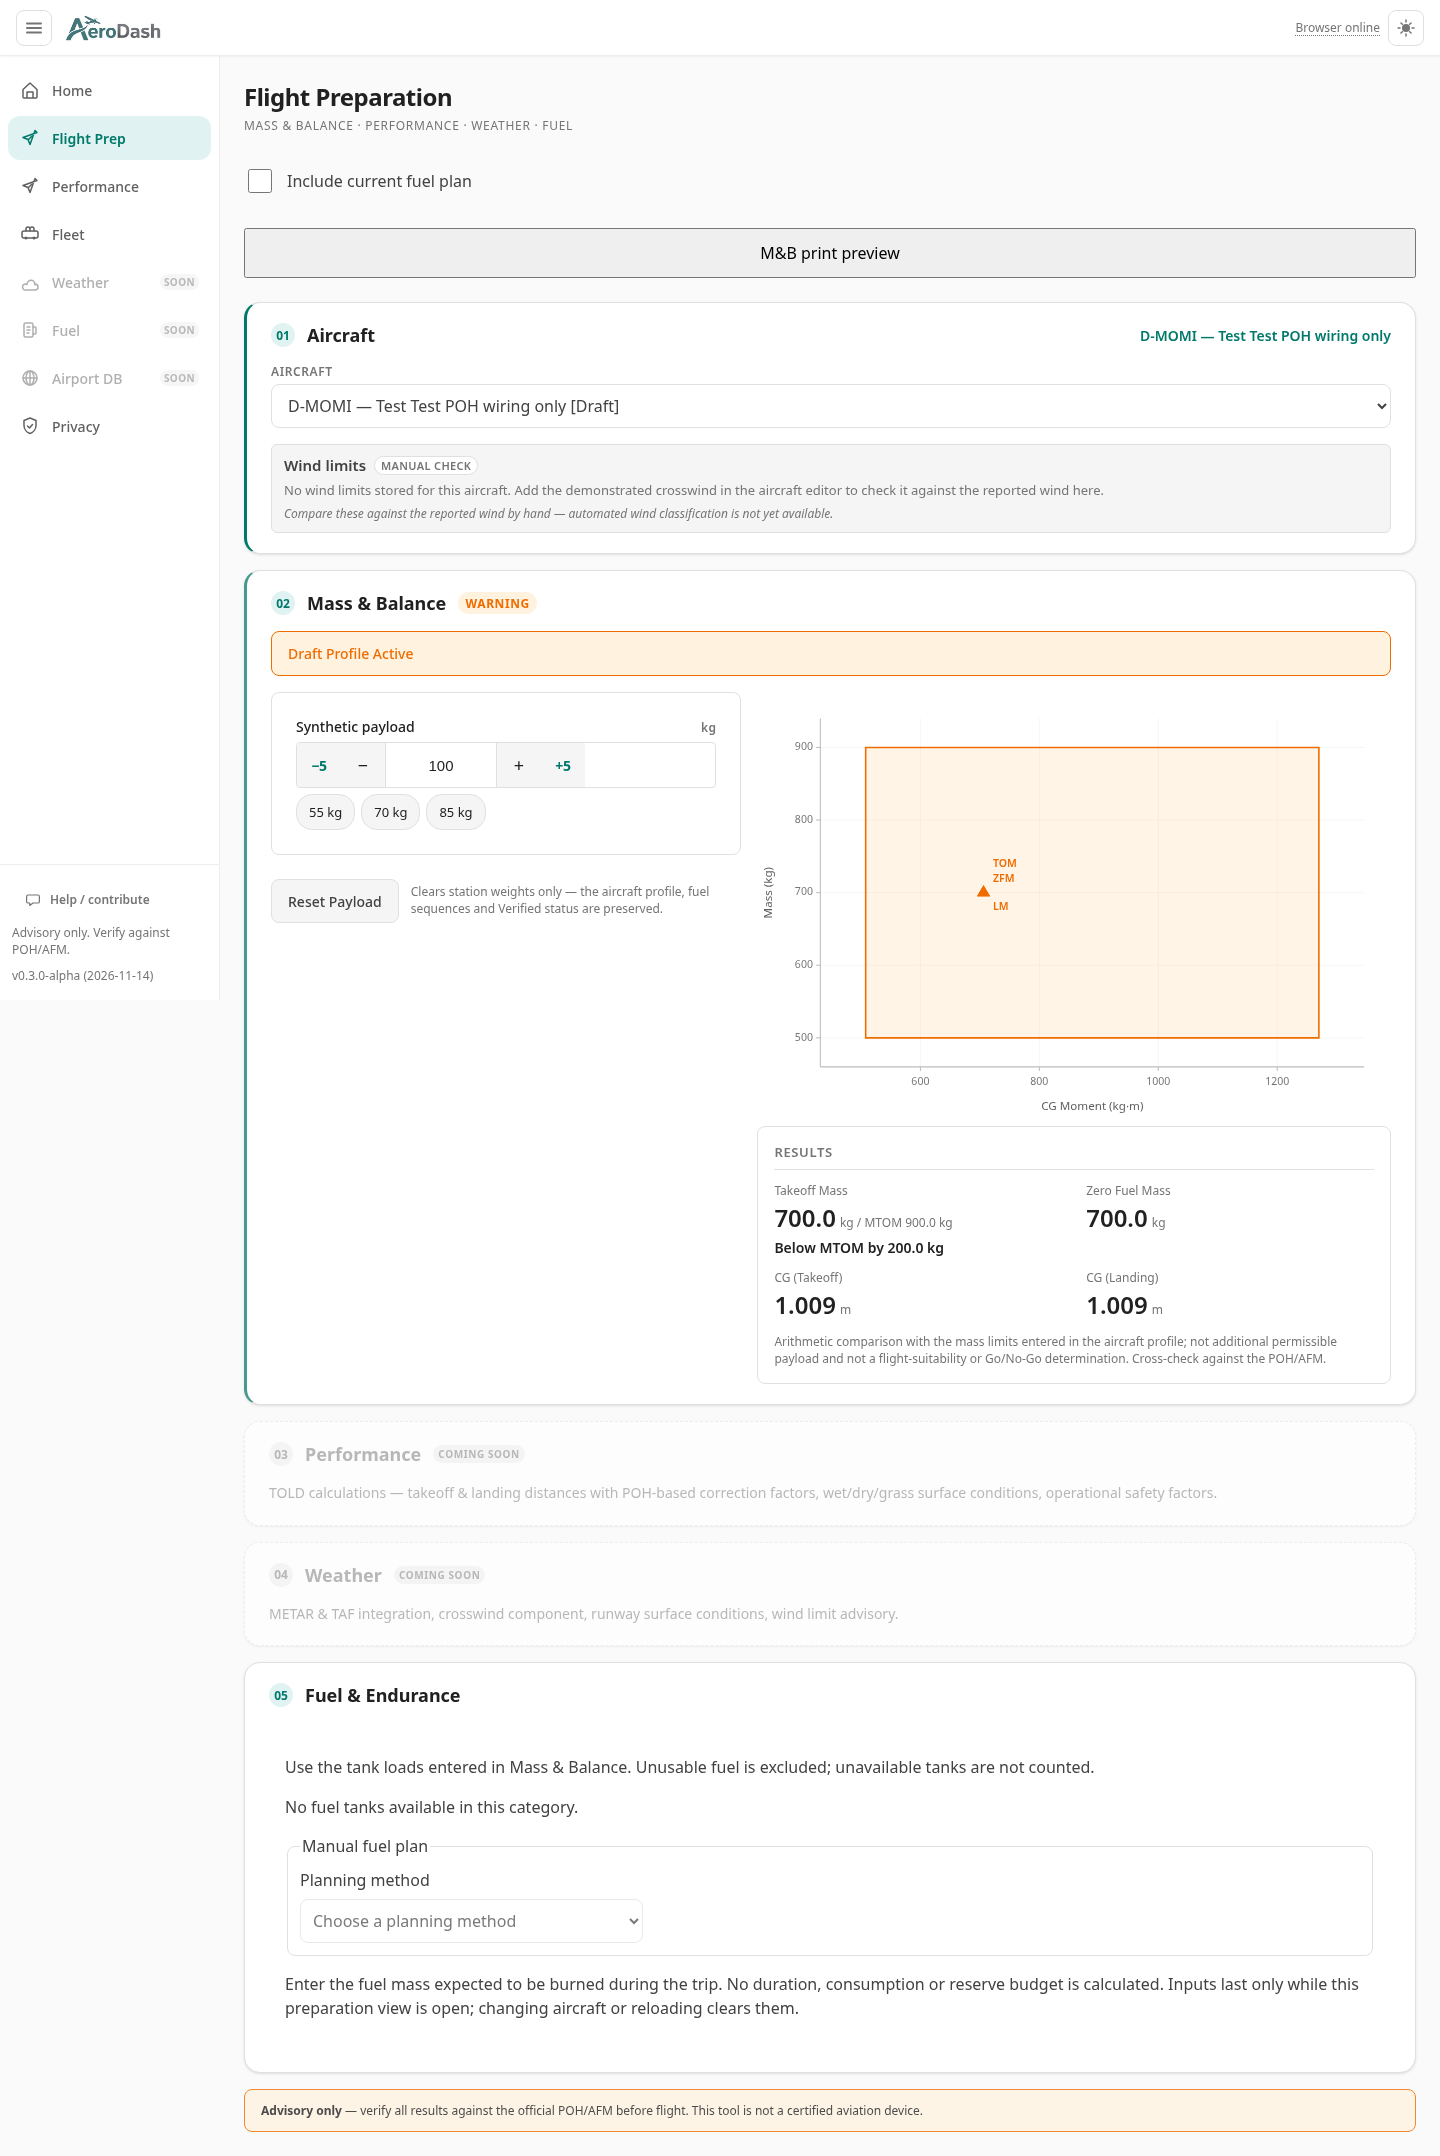 AeroDash
Browser online
Home
Flight Prep
Performance
Fleet
Weather SOON
Fuel SOON
Airport DB SOON
Privacy
Help / contribute
Advisory only. Verify against
POH/AFM.
v0.3.0-alpha (2026-11-14)
Flight Preparation
MASS & BALANCE · PERFORMANCE · WEATHER · FUEL
Include current fuel plan
M&B print preview
01 Aircraft
D-MOMI — Test Test POH wiring only
AIRCRAFT
D-MOMI — Test Test POH wiring only [Draft]
Wind limits MANUAL CHECK
No wind limits stored for this aircraft. Add the demonstrated crosswind in the aircraft editor to check it against the reported wind here.
Compare these against the reported wind by hand — automated wind classification is not yet available.
02 Mass & Balance WARNING
Draft Profile Active
Synthetic payload kg
−5 − 100 + +5
55 kg 70 kg 85 kg
Reset Payload
Clears station weights only — the aircraft profile, fuel
sequences and Verified status are preserved.
Mass (kg)
900
800
700
600
500
TOM
ZFM
LM
600 800 1000 1200
CG Moment (kg·m)
RESULTS
Takeoff Mass
700.0 kg / MTOM 900.0 kg
Below MTOM by 200.0 kg
Zero Fuel Mass
700.0 kg
CG (Takeoff)
1.009 m
CG (Landing)
1.009 m
Arithmetic comparison with the mass limits entered in the aircraft profile; not additional permissible
payload and not a flight-suitability or Go/No-Go determination. Cross-check against the POH/AFM.
03 Performance COMING SOON
TOLD calculations — takeoff & landing distances with POH-based correction factors, wet/dry/grass surface conditions, operational safety factors.
04 Weather COMING SOON
METAR & TAF integration, crosswind component, runway surface conditions, wind limit advisory.
05 Fuel & Endurance
Use the tank loads entered in Mass & Balance. Unusable fuel is excluded; unavailable tanks are not counted.
No fuel tanks available in this category.
Manual fuel plan
Planning method
Choose a planning method
Enter the fuel mass expected to be burned during the trip. No duration, consumption or reserve budget is calculated. Inputs last only while this
preparation view is open; changing aircraft or reloading clears them.
Advisory only — verify all results against the official POH/AFM before flight. This tool is not a certified aviation device.